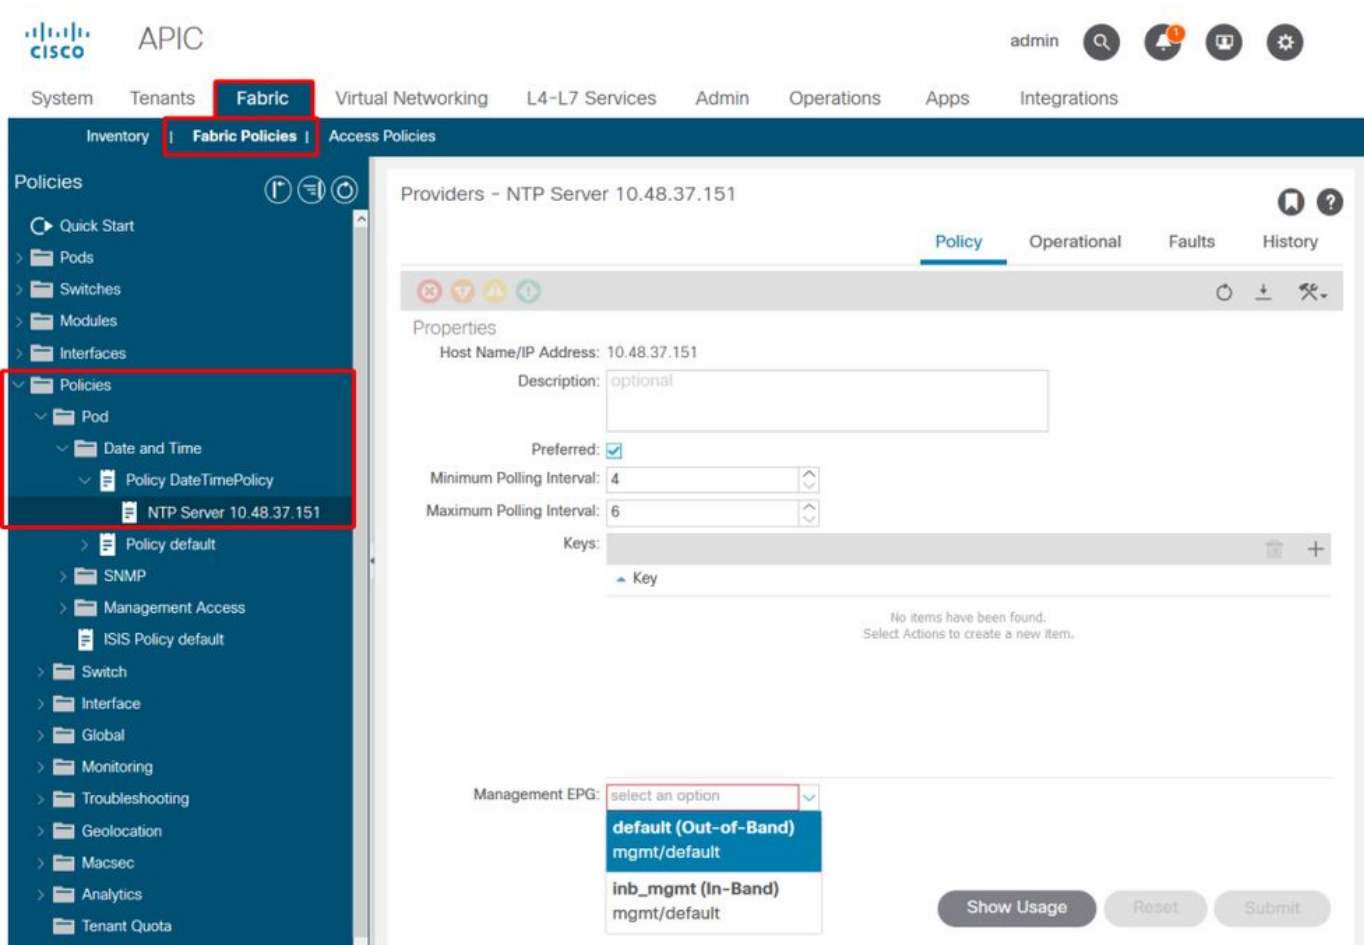 CISCO
APIC
admin
1
System Tenants Fabric Virtual Networking L4-L7 Services Admin Operations Apps Integrations
Inventory | Fabric Policies | Access Policies
Policies
Quick Start
Pods
Switches
Modules
Interfaces
Policies
Pod
Date and Time
Policy DateTimePolicy
NTP Server 10.48.37.151
Policy default
SNMP
Management Access
ISIS Policy default
Switch
Interface
Global
Monitoring
Troubleshooting
Geolocation
Macsec
Analytics
Tenant Quota
Providers - NTP Server 10.48.37.151
Policy Operational Faults History
Properties
Host Name/IP Address: 10.48.37.151
Description: optional
Preferred:
Minimum Polling Interval: 4
Maximum Polling Interval: 6
Keys:
Key
No items have been found.
Select Actions to create a new item.
Management EPG: select an option
default (Out-of-Band)
mgmt/default
inb_mgmt (In-Band)
mgmt/default
Show Usage Reset Submit